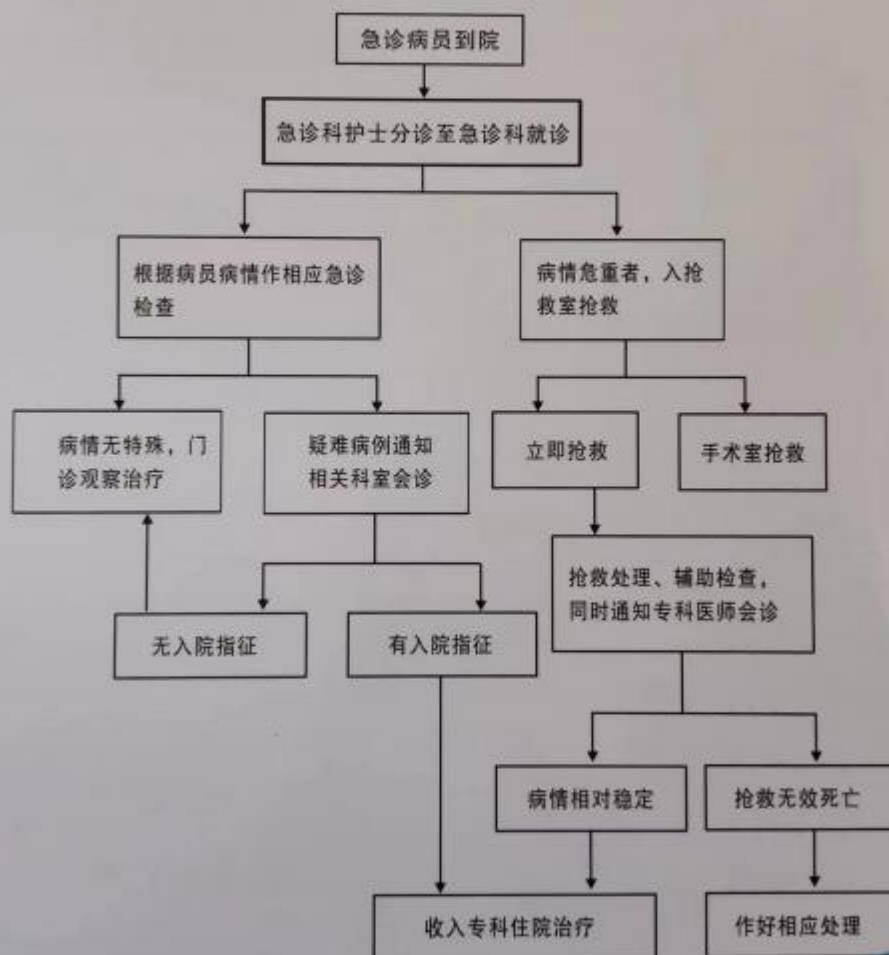 急诊病员到院
急诊科护士分诊至急诊科就诊
根据病员病情作相应急诊
检查
病情危重者，入抢
救室抢救
病情无特殊，门
诊观察治疗
疑难病例通知
相关科室会诊
立即抢救
手术室抢救
抢救处理、辅助检查，
同时通知专科医师会诊
无入院指征
有入院指征
病情相对稳定
抢救无效死亡
收入专科住院治疗
作好相应处理